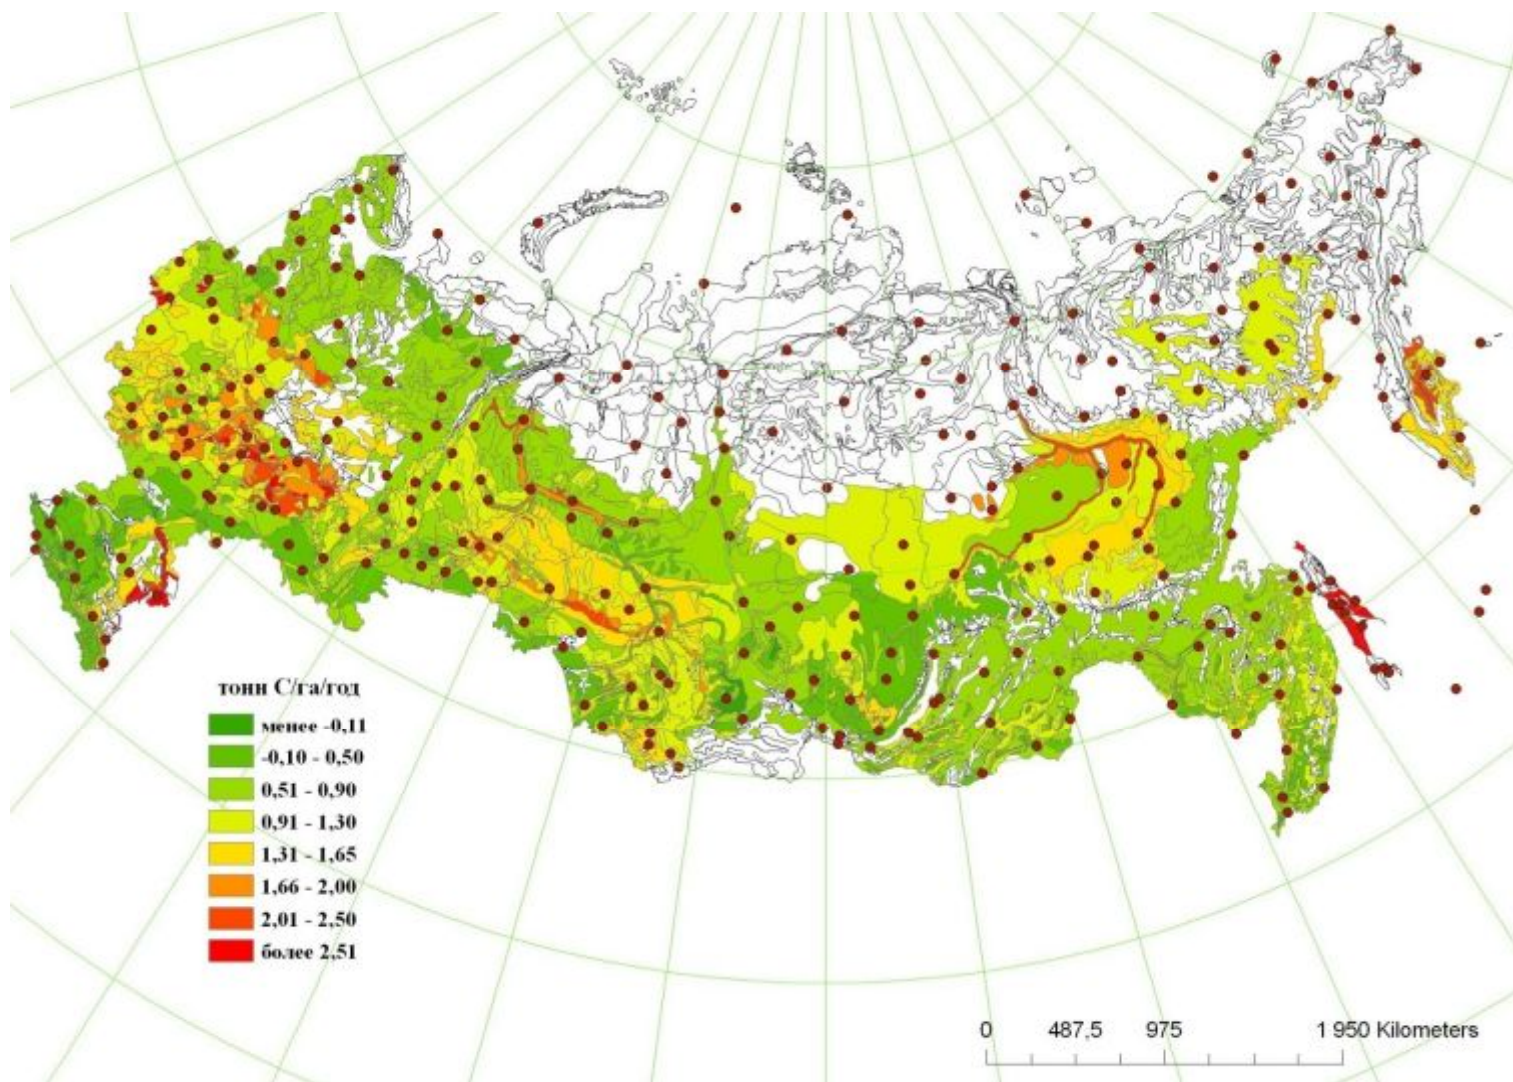 тонн С/га/год
менее -0,11
-0,10 - 0,50
0,51 - 0,90
0,91 - 1,30
1,31 - 1,65
1,66 - 2,00
2,01 - 2,50
более 2,51
0 487,5 975 1 950 Kilometers